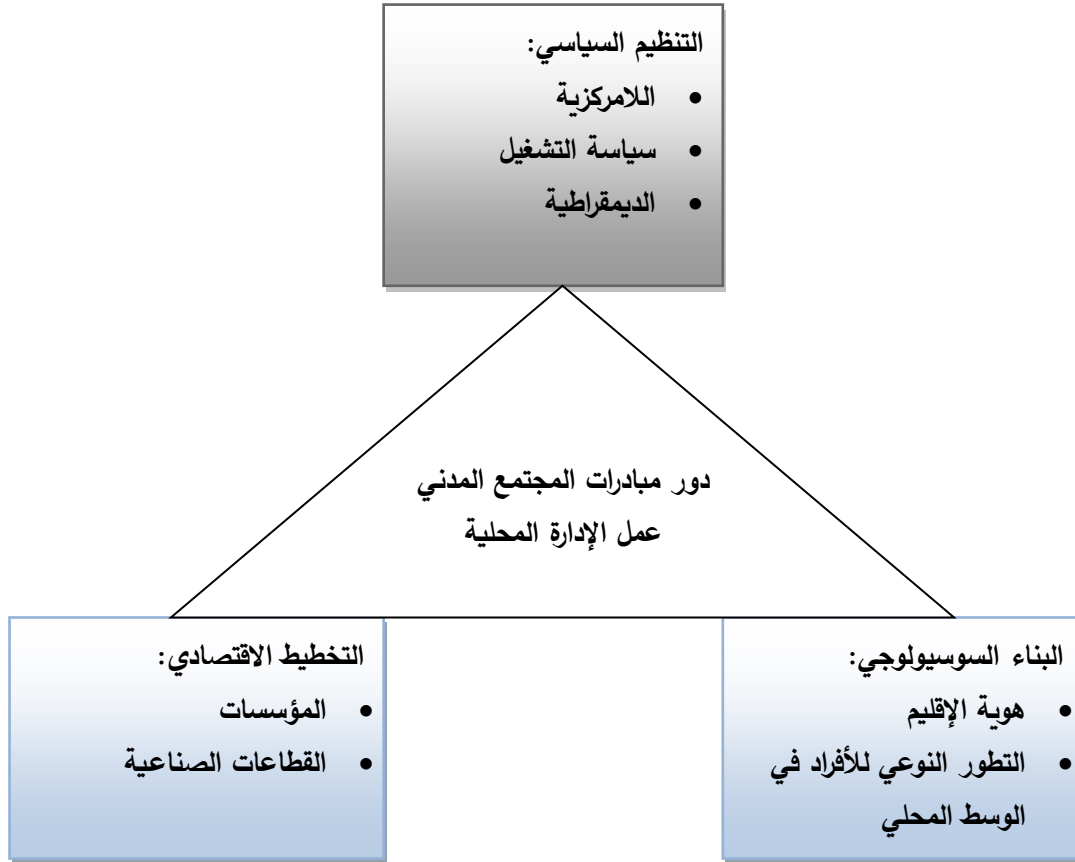 التنظيم السياسي:
• اللامركزية
• سياسة التشغيل
• الديمقراطية
دور مبادرات المجتمع المدني
عمل الإدارة المحلية
البناء السوسيولوجي:
• هوية الإقليم
• التطور النوعي للأفراد في
الوسط المحلي
التخطيط الاقتصادي:
• المؤسسات
• القطاعات الصناعية